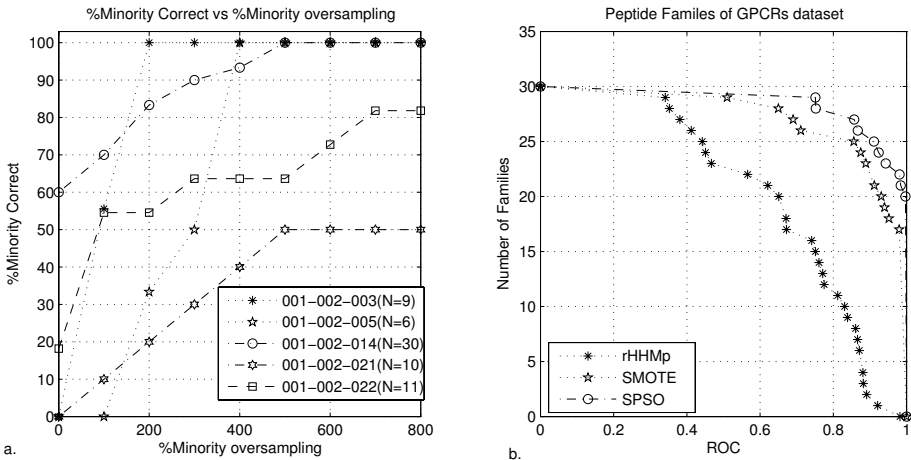 %Minority Correct vs %Minority oversampling
100
90
80
70
60
50
40
30
20
10
0
%Minority Correct
001−002−003(N=9)
001−002−005(N=6)
001−002−014(N=30)
001−002−021(N=10)
001−002−022(N=11)
0 200 400 600 800
%Minority oversampling
a.
Peptide Familes of GPCRs dataset
35
30
25
20
15
10
5
0
Number of Families
rHHMp
SMOTE
SPSO
0 0.2 0.4 0.6 0.8 1
ROC
b.